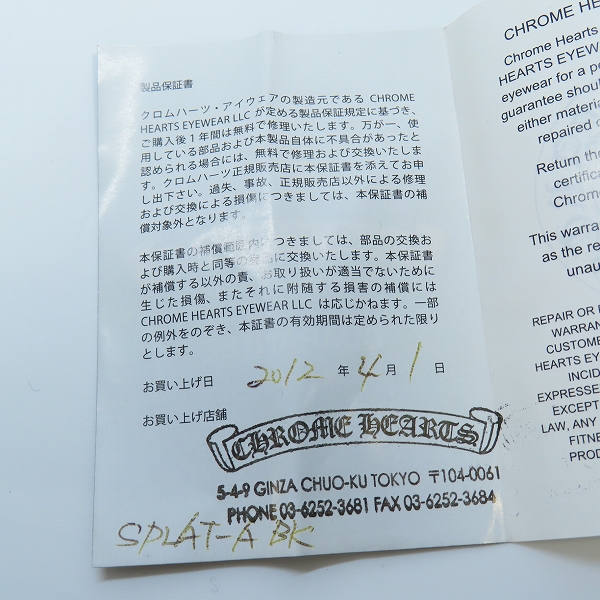 製品保証書
クロムハーツ・アイウェアの製造元である CHROME
HEARTS EYEWEAR LLC が定める製品保証規定に基づき、
ご購入後1年間は無料で修理いたします。万が一、使
用している部品および本製品自体に不具合があったと
認められる場合には、無料で修理および交換いたしま
す。クロムハーツ正規販売店に本保証書を添えてお申
し出下さい。過失、事故、正規販売店以外による修理
および交換による損傷につきましては、本保証書の補
償対象外となります。
本保証書の補償範囲内につきましては、部品の交換お
よび購入時と同等の商品に交換いたします。本保証書
が補償する以外の責、お取り扱いが適当でないために
生じた損傷、またそれに附随する損害の補償には
CHROME HEARTS EYEWEAR LLC は応じかねます。一部
の例外をのぞき、本証書の有効期間は定められた限り
とします。
お買い上げ日 2012 年 4 月 1 日
お買い上げ店舗
CHROME HEARTS
5-4-9 GINZA CHUO-KU TOKYO 〒104-0061
PHONE 03-6252-3681 FAX 03-6252-3684
SPLAT-A BK
CHROME HEA
Chrome Hearts
HEARTS EYEW
eyewear for a pe
guarantee shou
either materia
repaired o
Return the
certifica
Chrome
This warra
as the re
unau
REPAIR OR
WARRAN
CUSTOME
HEARTS EY
INCID
EXPRESSE
EXCEPT
LAW, ANY
FITNE
PROD